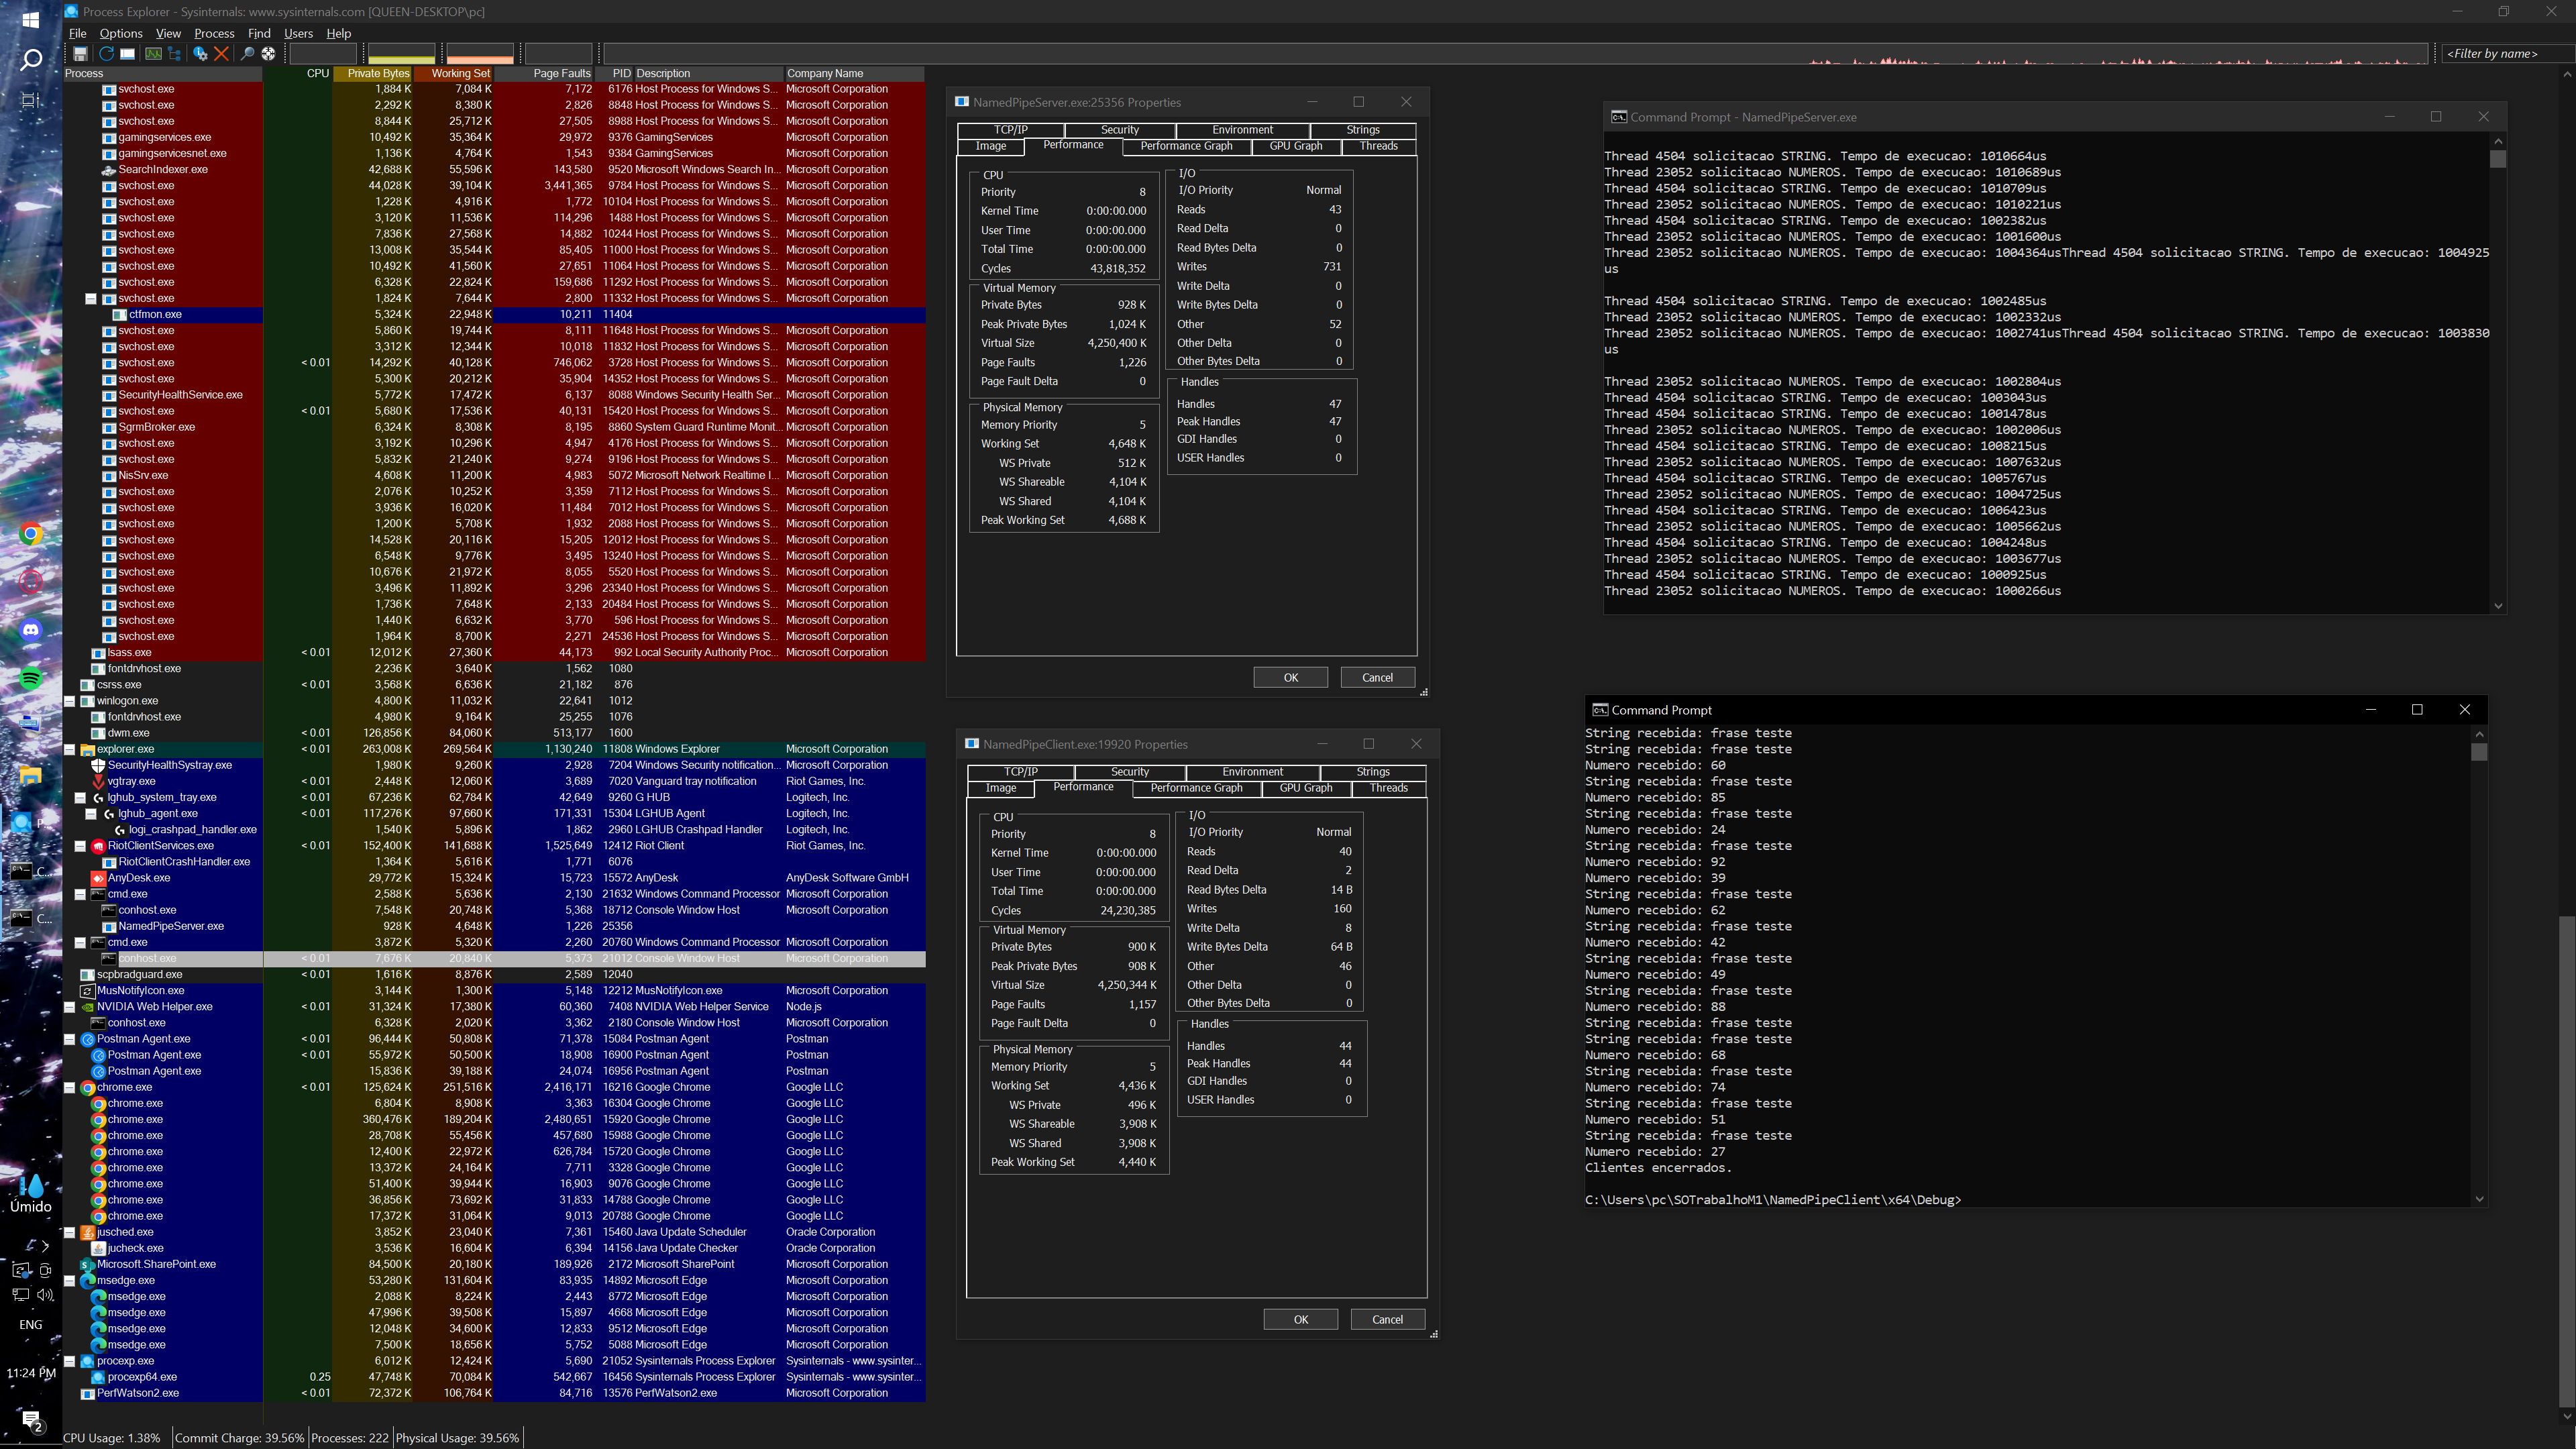 Process Explorer - Sysinternals: www.sysinternals.com [QUEEN-DESKTOP\pc]
File Options View Process Find Users Help
<Filter by name>
Process CPU Private Bytes Working Set Page Faults PID Description Company Name
svchost.exe 1,884 K 7,084 K 7,172 6176 Host Process for Windows S... Microsoft Corporation
svchost.exe 2,292 K 8,380 K 2,826 8848 Host Process for Windows S... Microsoft Corporation
svchost.exe 8,844 K 25,712 K 27,505 8988 Host Process for Windows S... Microsoft Corporation
gamingservices.exe 10,492 K 35,364 K 29,972 9376 GamingServices Microsoft Corporation
gamingservicesnet.exe 1,136 K 4,764 K 1,543 9384 GamingServices Microsoft Corporation
SearchIndexer.exe 42,688 K 55,596 K 143,580 9520 Microsoft Windows Search In... Microsoft Corporation
svchost.exe 44,028 K 39,104 K 3,441,365 9784 Host Process for Windows S... Microsoft Corporation
svchost.exe 1,228 K 4,916 K 1,772 10104 Host Process for Windows S... Microsoft Corporation
svchost.exe 3,120 K 11,536 K 114,296 1488 Host Process for Windows S... Microsoft Corporation
svchost.exe 7,836 K 27,568 K 14,882 10244 Host Process for Windows S... Microsoft Corporation
svchost.exe 13,008 K 35,544 K 85,405 11000 Host Process for Windows S... Microsoft Corporation
svchost.exe 10,492 K 41,560 K 27,651 11064 Host Process for Windows S... Microsoft Corporation
svchost.exe 6,328 K 22,824 K 159,686 11292 Host Process for Windows S... Microsoft Corporation
svchost.exe 1,824 K 7,644 K 2,800 11332 Host Process for Windows S... Microsoft Corporation
ctfmon.exe 5,324 K 22,948 K 10,211 11404
svchost.exe 5,860 K 19,744 K 8,111 11648 Host Process for Windows S... Microsoft Corporation
svchost.exe 3,312 K 12,344 K 10,018 11832 Host Process for Windows S... Microsoft Corporation
svchost.exe < 0.01 14,292 K 40,128 K 746,062 3728 Host Process for Windows S... Microsoft Corporation
svchost.exe 5,300 K 20,212 K 35,904 14352 Host Process for Windows S... Microsoft Corporation
SecurityHealthService.exe 5,772 K 17,472 K 6,137 8088 Windows Security Health Ser... Microsoft Corporation
svchost.exe < 0.01 5,680 K 17,536 K 40,131 15420 Host Process for Windows S... Microsoft Corporation
SgrmBroker.exe 6,324 K 8,308 K 8,195 8860 System Guard Runtime Monit... Microsoft Corporation
svchost.exe 3,192 K 10,296 K 4,947 4176 Host Process for Windows S... Microsoft Corporation
svchost.exe 5,832 K 21,240 K 9,274 9196 Host Process for Windows S... Microsoft Corporation
NisSrv.exe 4,608 K 11,200 K 4,983 5072 Microsoft Network Realtime I... Microsoft Corporation
svchost.exe 2,076 K 10,252 K 3,359 7112 Host Process for Windows S... Microsoft Corporation
svchost.exe 3,936 K 16,020 K 11,484 7012 Host Process for Windows S... Microsoft Corporation
svchost.exe 1,200 K 5,708 K 1,932 2088 Host Process for Windows S... Microsoft Corporation
svchost.exe 14,528 K 20,116 K 15,205 12012 Host Process for Windows S... Microsoft Corporation
svchost.exe 6,548 K 9,776 K 3,495 13240 Host Process for Windows S... Microsoft Corporation
svchost.exe 10,676 K 21,972 K 8,055 5520 Host Process for Windows S... Microsoft Corporation
svchost.exe 3,496 K 11,892 K 3,296 23340 Host Process for Windows S... Microsoft Corporation
svchost.exe 1,736 K 7,648 K 2,133 20484 Host Process for Windows S... Microsoft Corporation
svchost.exe 1,440 K 6,632 K 3,770 596 Host Process for Windows S... Microsoft Corporation
svchost.exe 1,964 K 8,700 K 2,271 24536 Host Process for Windows S... Microsoft Corporation
lsass.exe < 0.01 12,012 K 27,360 K 44,173 992 Local Security Authority Proc... Microsoft Corporation
fontdrvhost.exe 2,236 K 3,640 K 1,562 1080
csrss.exe < 0.01 3,568 K 6,636 K 21,182 876
winlogon.exe 4,800 K 11,032 K 22,641 1012
fontdrvhost.exe 4,980 K 9,164 K 25,255 1076
dwm.exe < 0.01 126,856 K 84,060 K 513,177 1600
explorer.exe < 0.01 263,008 K 269,564 K 1,130,240 11808 Windows Explorer Microsoft Corporation
SecurityHealthSystray.exe 1,980 K 9,260 K 2,928 7204 Windows Security notification... Microsoft Corporation
vgtray.exe < 0.01 2,448 K 12,060 K 3,689 7020 Vanguard tray notification Riot Games, Inc.
lghub_system_tray.exe < 0.01 67,236 K 62,784 K 42,649 9260 G HUB Logitech, Inc.
lghub_agent.exe < 0.01 117,276 K 97,660 K 171,331 15304 LGHUB Agent Logitech, Inc.
logi_crashpad_handler.exe 1,540 K 5,896 K 1,862 2960 LGHUB Crashpad Handler Logitech, Inc.
RiotClientServices.exe < 0.01 152,400 K 141,688 K 1,525,649 12412 Riot Client Riot Games, Inc.
RiotClientCrashHandler.exe 1,364 K 5,616 K 1,771 6076
AnyDesk.exe 29,772 K 15,324 K 15,723 15572 AnyDesk AnyDesk Software GmbH
cmd.exe 2,588 K 5,636 K 2,130 21632 Windows Command Processor Microsoft Corporation
conhost.exe 7,548 K 20,748 K 5,368 18712 Console Window Host Microsoft Corporation
NamedPipeServer.exe 928 K 4,648 K 1,226 25356
cmd.exe 3,872 K 5,320 K 2,260 20760 Windows Command Processor Microsoft Corporation
conhost.exe < 0.01 7,676 K 20,840 K 5,373 21012 Console Window Host Microsoft Corporation
scpbradguard.exe < 0.01 1,616 K 8,876 K 2,589 12040
MusNotifyIcon.exe 3,144 K 1,300 K 5,148 12212 MusNotifyIcon.exe Microsoft Corporation
NVIDIA Web Helper.exe < 0.01 31,324 K 17,380 K 60,360 7408 NVIDIA Web Helper Service Node.js
conhost.exe 6,328 K 2,020 K 3,362 2180 Console Window Host Microsoft Corporation
Postman Agent.exe < 0.01 96,444 K 50,808 K 71,378 15084 Postman Agent Postman
Postman Agent.exe < 0.01 55,972 K 50,500 K 18,908 16900 Postman Agent Postman
Postman Agent.exe 15,836 K 39,188 K 24,074 16956 Postman Agent Postman
chrome.exe < 0.01 125,624 K 251,516 K 2,416,171 16216 Google Chrome Google LLC
chrome.exe 6,804 K 8,908 K 3,363 16304 Google Chrome Google LLC
chrome.exe 360,476 K 189,204 K 2,480,651 15920 Google Chrome Google LLC
chrome.exe 28,708 K 55,456 K 457,680 15988 Google Chrome Google LLC
chrome.exe 12,400 K 22,972 K 626,784 15720 Google Chrome Google LLC
chrome.exe 13,372 K 24,164 K 7,711 3328 Google Chrome Google LLC
chrome.exe 51,400 K 39,944 K 16,903 9076 Google Chrome Google LLC
chrome.exe 36,856 K 73,692 K 31,833 14788 Google Chrome Google LLC
chrome.exe 17,372 K 31,064 K 9,013 20788 Google Chrome Google LLC
jusched.exe 3,852 K 23,040 K 7,361 15460 Java Update Scheduler Oracle Corporation
jucheck.exe 3,536 K 16,604 K 6,394 14156 Java Update Checker Oracle Corporation
Microsoft.SharePoint.exe 84,500 K 20,180 K 189,926 2172 Microsoft SharePoint Microsoft Corporation
msedge.exe 53,280 K 131,604 K 83,935 14892 Microsoft Edge Microsoft Corporation
msedge.exe 2,088 K 8,224 K 2,443 8772 Microsoft Edge Microsoft Corporation
msedge.exe 47,996 K 39,508 K 15,897 4668 Microsoft Edge Microsoft Corporation
msedge.exe 12,048 K 34,600 K 12,833 9512 Microsoft Edge Microsoft Corporation
msedge.exe 7,500 K 18,656 K 5,752 5088 Microsoft Edge Microsoft Corporation
procexp.exe 6,012 K 12,424 K 5,690 21052 Sysinternals Process Explorer Sysinternals - www.sysinter...
procexp64.exe 0.25 47,748 K 70,084 K 542,667 16456 Sysinternals Process Explorer Sysinternals - www.sysinter...
PerfWatson2.exe < 0.01 72,372 K 106,764 K 84,716 13576 PerfWatson2.exe Microsoft Corporation
CPU Usage: 1.38% Commit Charge: 39.56% Processes: 222 Physical Usage: 39.56%
NamedPipeServer.exe:25356 Properties
TCP/IP Security Environment Strings
Image Performance Performance Graph GPU Graph Threads
CPU
Priority 8
Kernel Time 0:00:00.000
User Time 0:00:00.000
Total Time 0:00:00.000
Cycles 43,818,352
Virtual Memory
Private Bytes 928 K
Peak Private Bytes 1,024 K
Virtual Size 4,250,400 K
Page Faults 1,226
Page Fault Delta 0
Physical Memory
Memory Priority 5
Working Set 4,648 K
WS Private 512 K
WS Shareable 4,104 K
WS Shared 4,104 K
Peak Working Set 4,688 K
I/O
I/O Priority Normal
Reads 43
Read Delta 0
Read Bytes Delta 0
Writes 731
Write Delta 0
Write Bytes Delta 0
Other 52
Other Delta 0
Other Bytes Delta 0
Handles
Handles 47
Peak Handles 47
GDI Handles 0
USER Handles 0
OK Cancel
NamedPipeClient.exe:19920 Properties
TCP/IP Security Environment Strings
Image Performance Performance Graph GPU Graph Threads
CPU
Priority 8
Kernel Time 0:00:00.000
User Time 0:00:00.000
Total Time 0:00:00.000
Cycles 24,230,385
Virtual Memory
Private Bytes 900 K
Peak Private Bytes 908 K
Virtual Size 4,250,344 K
Page Faults 1,157
Page Fault Delta 0
Physical Memory
Memory Priority 5
Working Set 4,436 K
WS Private 496 K
WS Shareable 3,908 K
WS Shared 3,908 K
Peak Working Set 4,440 K
I/O
I/O Priority Normal
Reads 40
Read Delta 2
Read Bytes Delta 14 B
Writes 160
Write Delta 8
Write Bytes Delta 64 B
Other 46
Other Delta 0
Other Bytes Delta 0
Handles
Handles 44
Peak Handles 44
GDI Handles 0
USER Handles 0
OK Cancel
Command Prompt - NamedPipeServer.exe
Thread 4504 solicitacao STRING. Tempo de execucao: 1010664us
Thread 23052 solicitacao NUMEROS. Tempo de execucao: 1010689us
Thread 4504 solicitacao STRING. Tempo de execucao: 1010709us
Thread 23052 solicitacao NUMEROS. Tempo de execucao: 1010221us
Thread 4504 solicitacao STRING. Tempo de execucao: 1002382us
Thread 23052 solicitacao NUMEROS. Tempo de execucao: 1001600us
Thread 23052 solicitacao NUMEROS. Tempo de execucao: 1004364usThread 4504 solicitacao STRING. Tempo de execucao: 1004925
us
Thread 4504 solicitacao STRING. Tempo de execucao: 1002485us
Thread 23052 solicitacao NUMEROS. Tempo de execucao: 1002332us
Thread 23052 solicitacao NUMEROS. Tempo de execucao: 1002741usThread 4504 solicitacao STRING. Tempo de execucao: 1003830
us
Thread 23052 solicitacao NUMEROS. Tempo de execucao: 1002804us
Thread 4504 solicitacao STRING. Tempo de execucao: 1003043us
Thread 4504 solicitacao STRING. Tempo de execucao: 1001478us
Thread 23052 solicitacao NUMEROS. Tempo de execucao: 1002006us
Thread 4504 solicitacao STRING. Tempo de execucao: 1008215us
Thread 23052 solicitacao NUMEROS. Tempo de execucao: 1007632us
Thread 4504 solicitacao STRING. Tempo de execucao: 1005767us
Thread 23052 solicitacao NUMEROS. Tempo de execucao: 1004725us
Thread 4504 solicitacao STRING. Tempo de execucao: 1006423us
Thread 23052 solicitacao NUMEROS. Tempo de execucao: 1005662us
Thread 4504 solicitacao STRING. Tempo de execucao: 1004248us
Thread 23052 solicitacao NUMEROS. Tempo de execucao: 1003677us
Thread 4504 solicitacao STRING. Tempo de execucao: 1000925us
Thread 23052 solicitacao NUMEROS. Tempo de execucao: 1000266us
Command Prompt
String recebida: frase teste
String recebida: frase teste
Numero recebido: 60
String recebida: frase teste
Numero recebido: 85
String recebida: frase teste
Numero recebido: 24
String recebida: frase teste
Numero recebido: 92
Numero recebido: 39
String recebida: frase teste
Numero recebido: 62
String recebida: frase teste
Numero recebido: 42
String recebida: frase teste
Numero recebido: 49
String recebida: frase teste
Numero recebido: 88
String recebida: frase teste
String recebida: frase teste
Numero recebido: 68
String recebida: frase teste
Numero recebido: 74
String recebida: frase teste
Numero recebido: 51
String recebida: frase teste
Numero recebido: 27
Clientes encerrados.
C:\Users\pc\SOTrabalhoM1\NamedPipeClient\x64\Debug>
P...
C...
C...
Úmido
ENG
11:24 PM
2